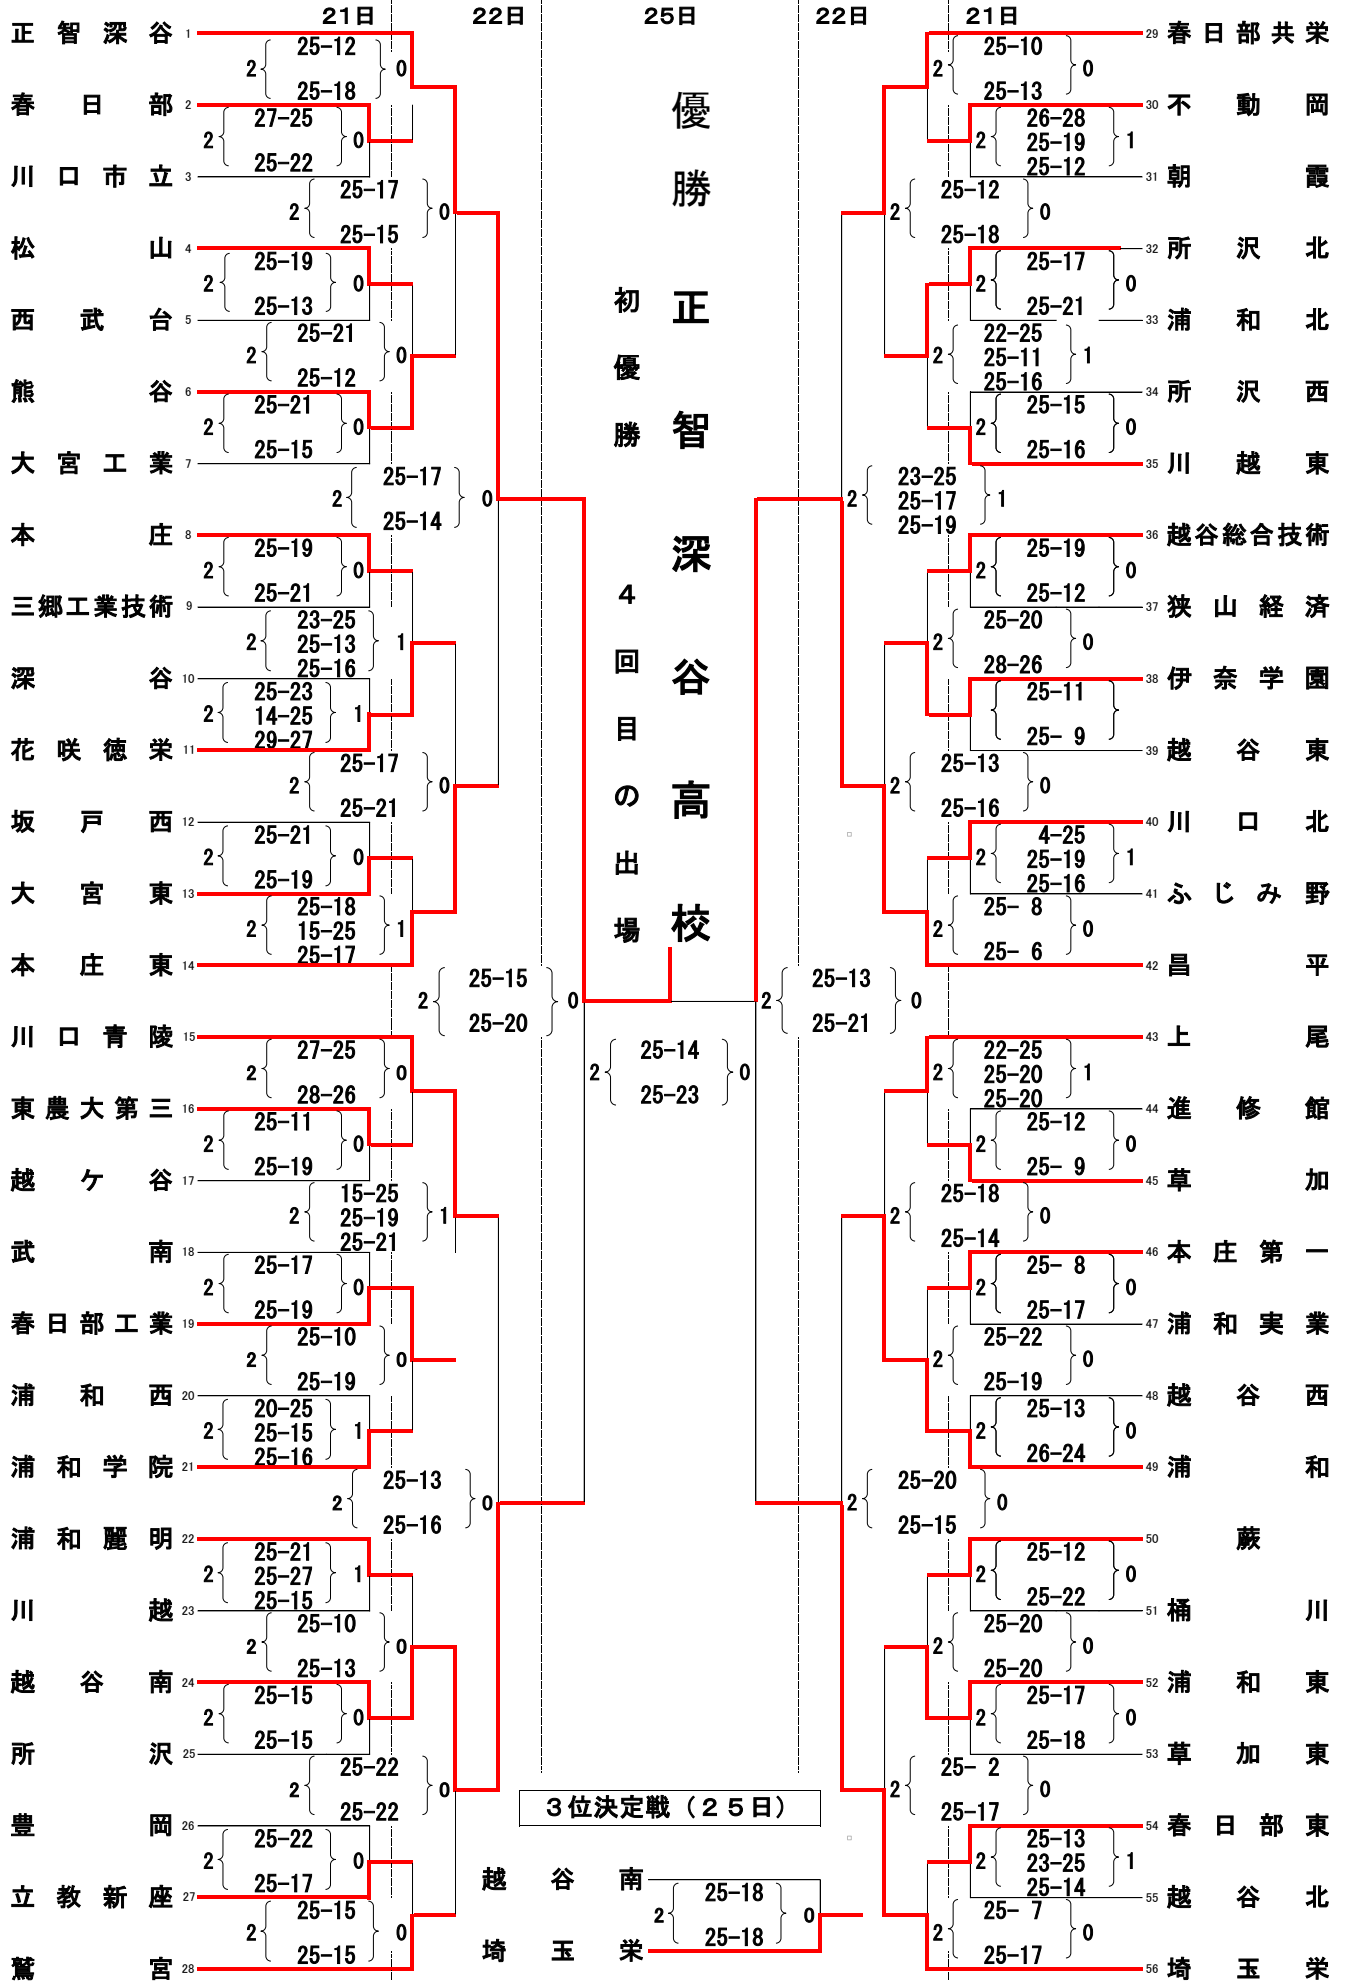 21日 22日 25日 22日 21日
優勝 正智深谷高校
初優勝 4回目の出場
正智深谷 1
25-12
2 0
25-18
春日部 2
27-25
2 0
25-22
川口市立 3
25-17
2 0
25-15
松山 4
25-19
2 0
25-13
西武台 5
25-21
2 0
25-12
熊谷 6
25-21
2 0
25-15
大宮工業 7
25-17
2 0
25-14
本庄 8
25-19
2 0
25-21
三郷工業技術 9
23-25
2 25-13 1
25-16
深谷 10
25-23
2 14-25 1
29-27
花咲徳栄 11
25-17
2 0
25-21
坂戸西 12
25-21
2 0
25-19
大宮東 13
25-18
2 15-25 1
25-17
本庄東 14
25-15
2 0
25-20
川口青陵 15
27-25
2 0
28-26
東農大第三 16
25-11
2 0
25-19
越ケ谷 17
15-25
2 25-19 1
25-21
武南 18
25-17
2 0
25-19
春日部工業 19
25-10
2 0
25-19
浦和西 20
20-25
2 25-15 1
25-16
浦和学院 21
25-13
2 0
25-16
浦和麗明 22
25-21
2 25-27 1
25-15
川越 23
25-10
2 0
25-13
越谷南 24
25-15
2 0
25-15
所沢 25
25-22
2 0
25-22
豊岡 26
25-22
2 0
25-17
立教新座 27
25-15
2 0
25-15
鷲宮 28
25-14
2 0
25-23
29 春日部共栄
25-10
2 0
25-13
30 不動岡
26-28
2 25-19 1
25-12
31 朝霞
25-12
2 0
25-18
32 所沢北
25-17
2 0
25-21
33 浦和北
22-25
2 25-11 1
25-16
34 所沢西
25-15
2 0
25-16
35 川越東
23-25
2 25-17 1
25-19
36 越谷総合技術
25-19
2 0
25-12
37 狭山経済
25-20
2 0
28-26
38 伊奈学園
25-11
25- 9
39 越谷東
25-13
2 0
25-16
40 川口北
4-25
2 25-19 1
25-16
41 ふじみ野
25- 8
2 0
25- 6
42 昌平
25-13
2 0
25-21
43 上尾
22-25
2 25-20 1
25-20
44 進修館
25-12
2 0
25- 9
45 草加
25-18
2 0
25-14
46 本庄第一
25- 8
2 0
25-17
47 浦和実業
25-22
2 0
25-19
48 越谷西
25-13
2 0
26-24
49 浦和
25-20
2 0
25-15
50 蕨
25-12
2 0
25-22
51 桶川
25-20
2 0
25-20
52 浦和東
25-17
2 0
25-18
53 草加東
25- 2
2 0
25-17
54 春日部東
25-13
2 23-25 1
25-14
55 越谷北
25- 7
2 0
25-17
56 埼玉栄
3位決定戦(25日)
越谷南
25-18
2 0
25-18
埼玉栄